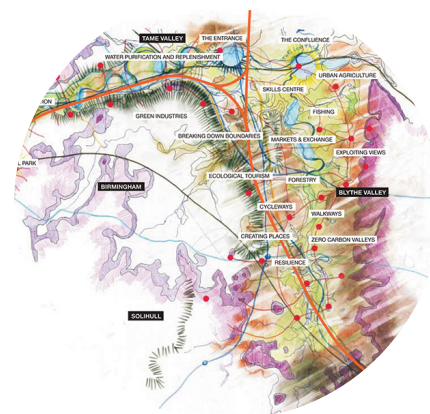 TAME VALLEY
THE ENTRANCE
THE CONFLUENCE
WATER PURIFICATION AND REPLENISHMENT
URBAN AGRICULTURE
SKILLS CENTRE
ION
FISHING
GREEN INDUSTRIES
BREAKING DOWN BOUNDARIES
MARKETS & EXCHANGE
EXPLOITING VIEWS
L PARK
ECOLOGICAL TOURISM
FORESTRY
BIRMINGHAM
BLYTHE VALLEY
CYCLEWAYS
WALKWAYS
CREATING PLACES
ZERO CARBON VALLEYS
RESILIENCE
SOLIHULL